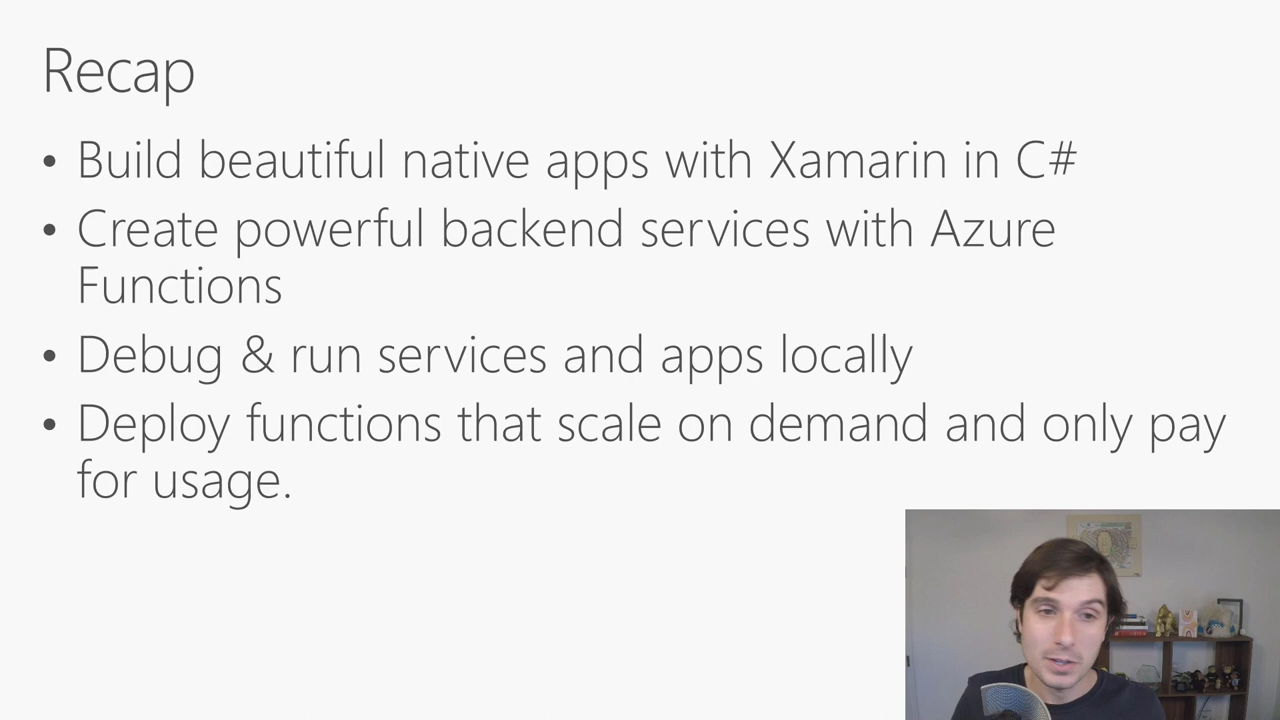 Recap
• Build beautiful native apps with Xamarin in C#
• Create powerful backend services with Azure
Functions
• Debug & run services and apps locally
• Deploy functions that scale on demand and only pay
for usage.